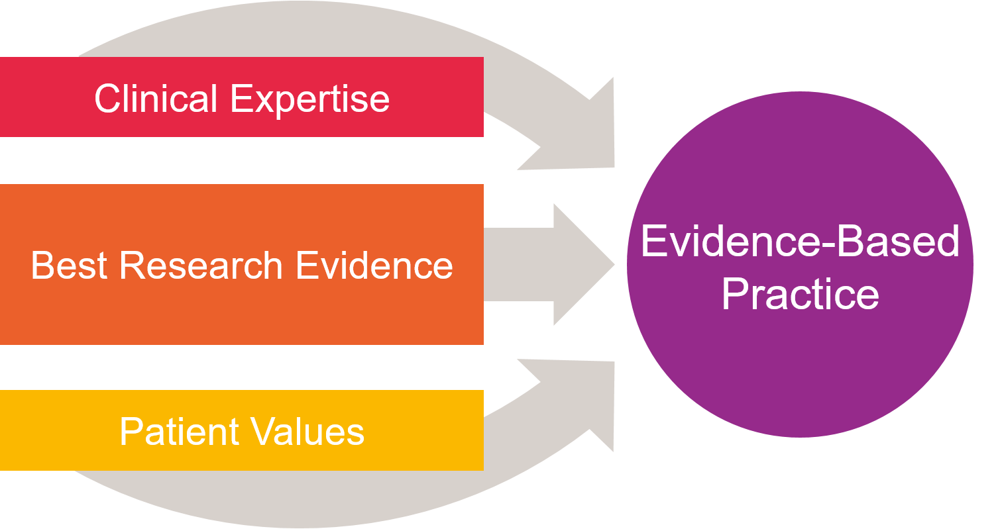 Clinical Expertise
Best Research Evidence
Patient Values
Evidence-Based
Practice